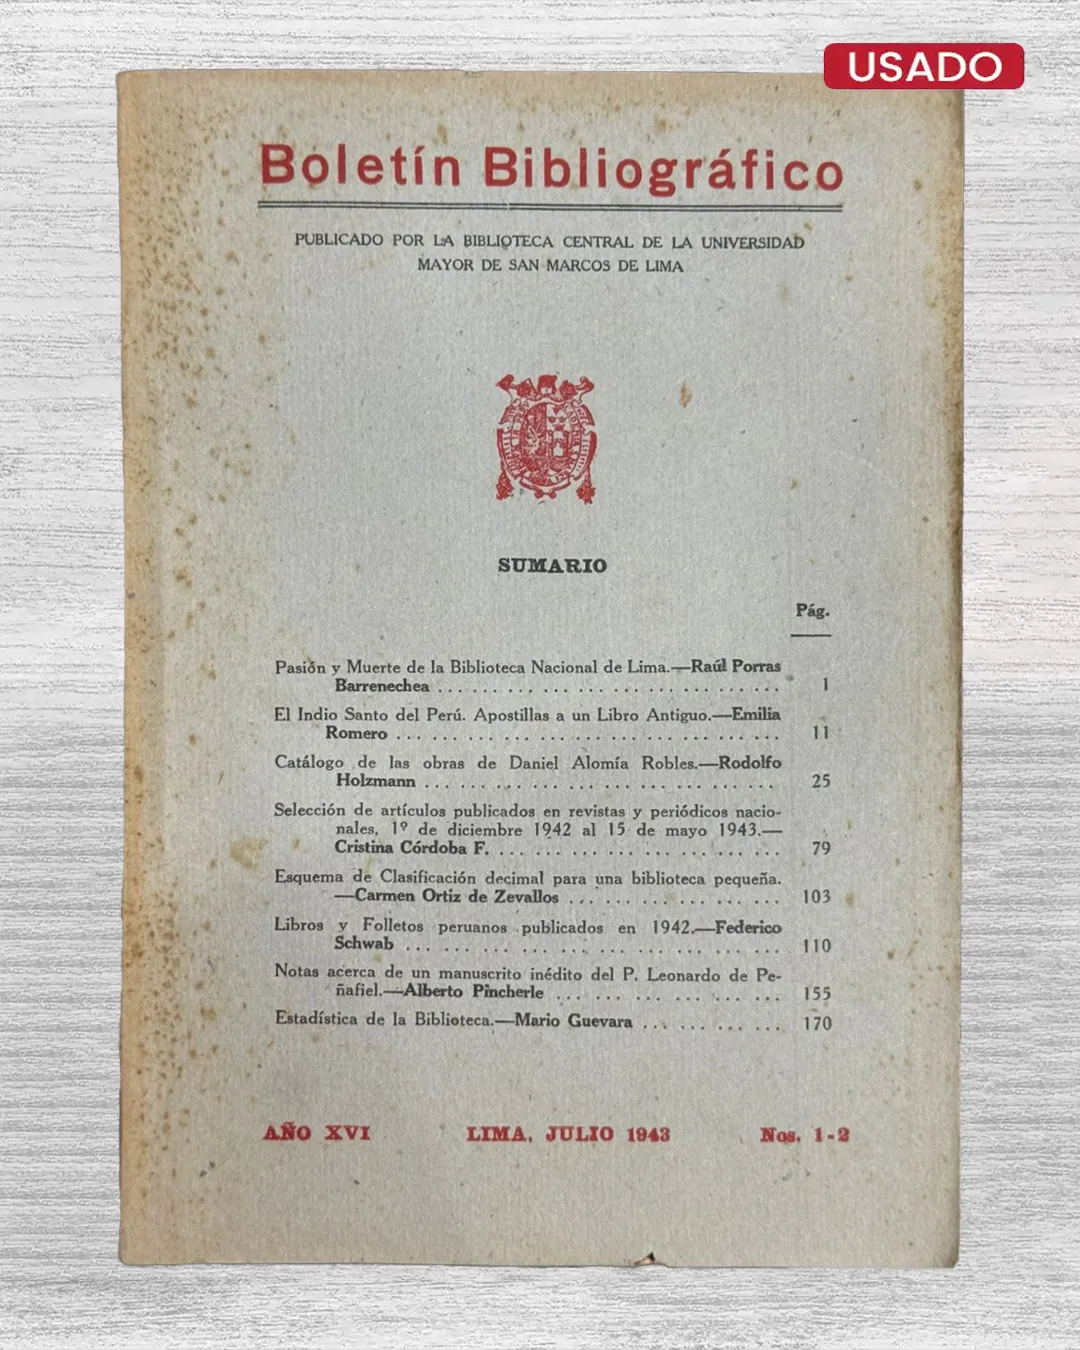 USADO
Boletín Bibliográfico
PUBLICADO POR LA BIBLIOTECA CENTRAL DE LA UNIVERSIDAD
MAYOR DE SAN MARCOS DE LIMA
SUMARIO
Pág.
Pasión y Muerte de la Biblioteca Nacional de Lima.—Raúl Porras
Barrenechea . . . . . . . . . . . . . . . . . . . . . . . . . 1
El Indio Santo del Perú. Apostillas a un Libro Antiguo.—Emilia
Romero . . . . . . . . . . . . . . . . . . . . . . . . . . . 11
Catálogo de las obras de Daniel Alomía Robles.—Rodolfo
Holzmann . . . . . . . . . . . . . . . . . . . . . . . . . . 25
Selección de artículos publicados en revistas y periódicos nacio-
nales, 1º de diciembre 1942 al 15 de mayo 1943.—
Cristina Córdoba F. . . . . . . . . . . . . . . . . . . . . 79
Esquema de Clasificación decimal para una biblioteca pequeña.
—Carmen Ortiz de Zevallos . . . . . . . . . . . . . . . . 103
Libros y Folletos peruanos publicados en 1942.—Federico
Schwab . . . . . . . . . . . . . . . . . . . . . . . . . . . 110
Notas acerca de un manuscrito inédito del P. Leonardo de Pe-
ñafiel.—Alberto Pincherle . . . . . . . . . . . . . . . . . 155
Estadística de la Biblioteca.—Mario Guevara . . . . . . . . . . 170
AÑO XVI LIMA, JULIO 1943 Nos. 1-2